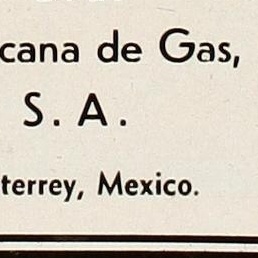 cana de Gas,
S. A.
terrey, Mexico.